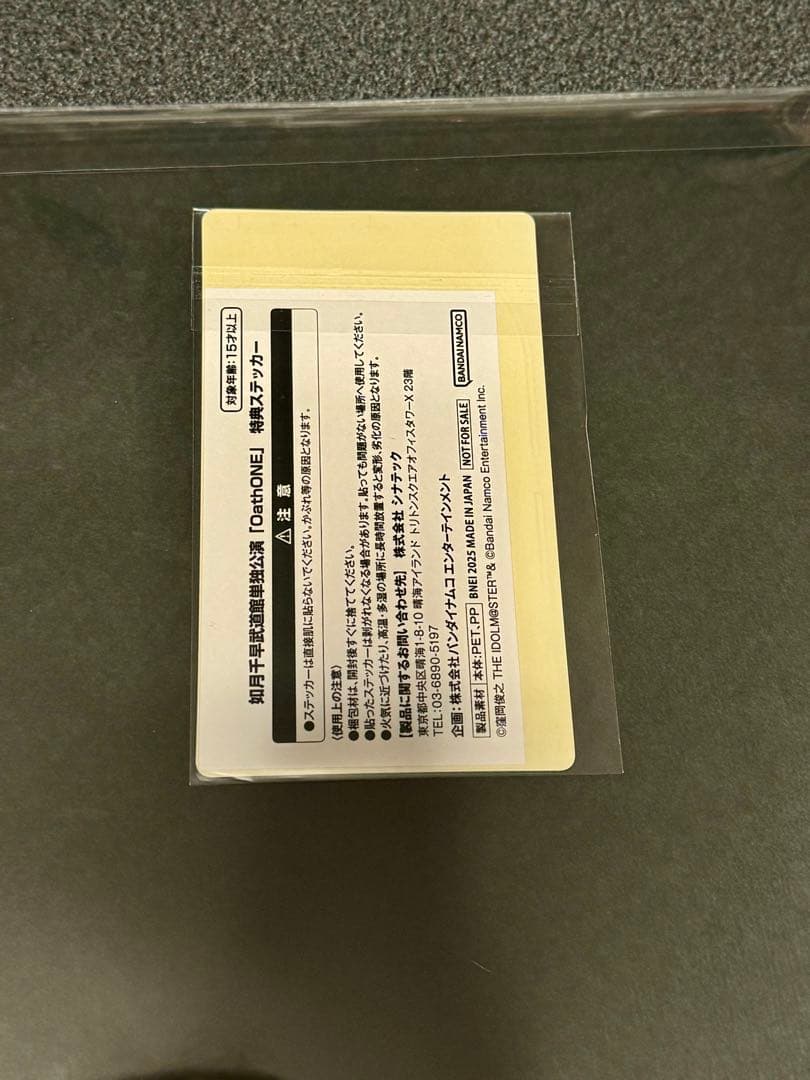 対象年齢:15才以上
如月千早武道館単独公演「OathONE」 特典ステッカー
⚠ 注 意
●ステッカーは直接肌に貼らないでください。かぶれ等の原因となります。
〈使用上の注意〉
●梱包材は、開封後すぐに捨ててください。
●貼ったステッカーは剥がれなくなる場合があります。貼っても問題がない場所へ使用してください。
●火気に近づけたり、高温・多湿の場所に長時間放置すると変形、劣化の原因となります。
【製品に関するお問い合わせ先】 株式会社 シナテック
東京都中央区晴海1-8-10 晴海アイランド トリトンスクエアオフィスタワーX 23階
TEL:03-6890-5197
企画:株式会社バンダイナムコエンターテインメント
製品素材 本体:PET、PP BNEI 2025 MADE IN JAPAN NOT FOR SALE BANDAI NAMCO
©窪岡俊之 THE IDOLM@STER™& ©Bandai Namco Entertainment Inc.